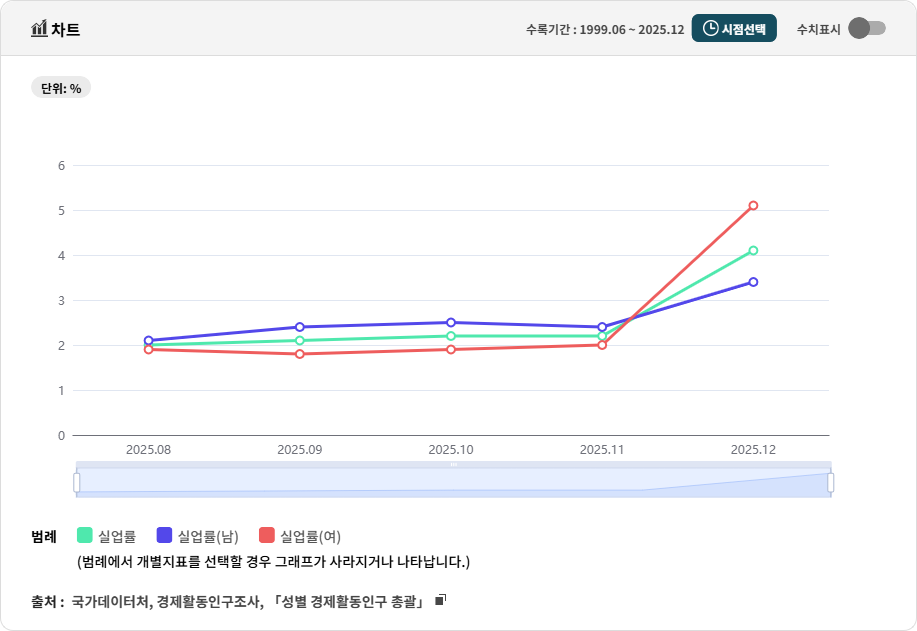 차트
수록기간 : 1999.06 ~ 2025.12 시점선택 수치표시
단위: %
6
5
4
3
2
1
0
2025.08 2025.09 2025.10 2025.11 2025.12
범례 실업률 실업률(남) 실업률(여)
(범례에서 개별지표를 선택할 경우 그래프가 사라지거나 나타납니다.)
출처 : 국가데이터처, 경제활동인구조사, 「성별 경제활동인구 총괄」